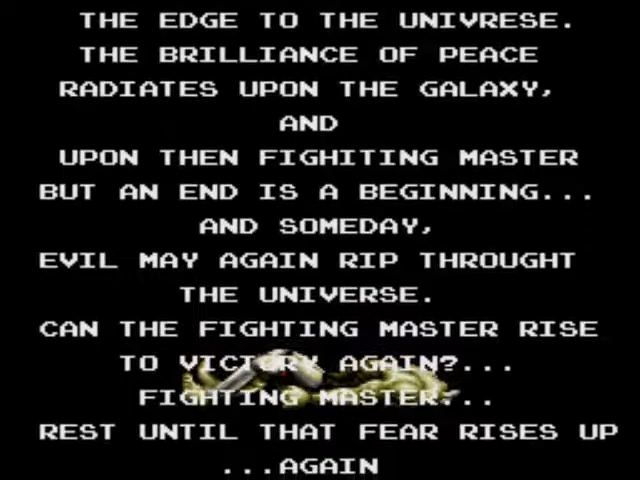 THE EDGE TO THE UNIVRESE.
THE BRILLIANCE OF PEACE
RADIATES UPON THE GALAXY,
AND
UPON THEN FIGHITING MASTER
BUT AN END IS A BEGINNING...
AND SOMEDAY,
EVIL MAY AGAIN RIP THROUGHT
THE UNIVERSE.
CAN THE FIGHTING MASTER RISE
TO VICTORY AGAIN?...
FIGHTING MASTER...
REST UNTIL THAT FEAR RISES UP
...AGAIN